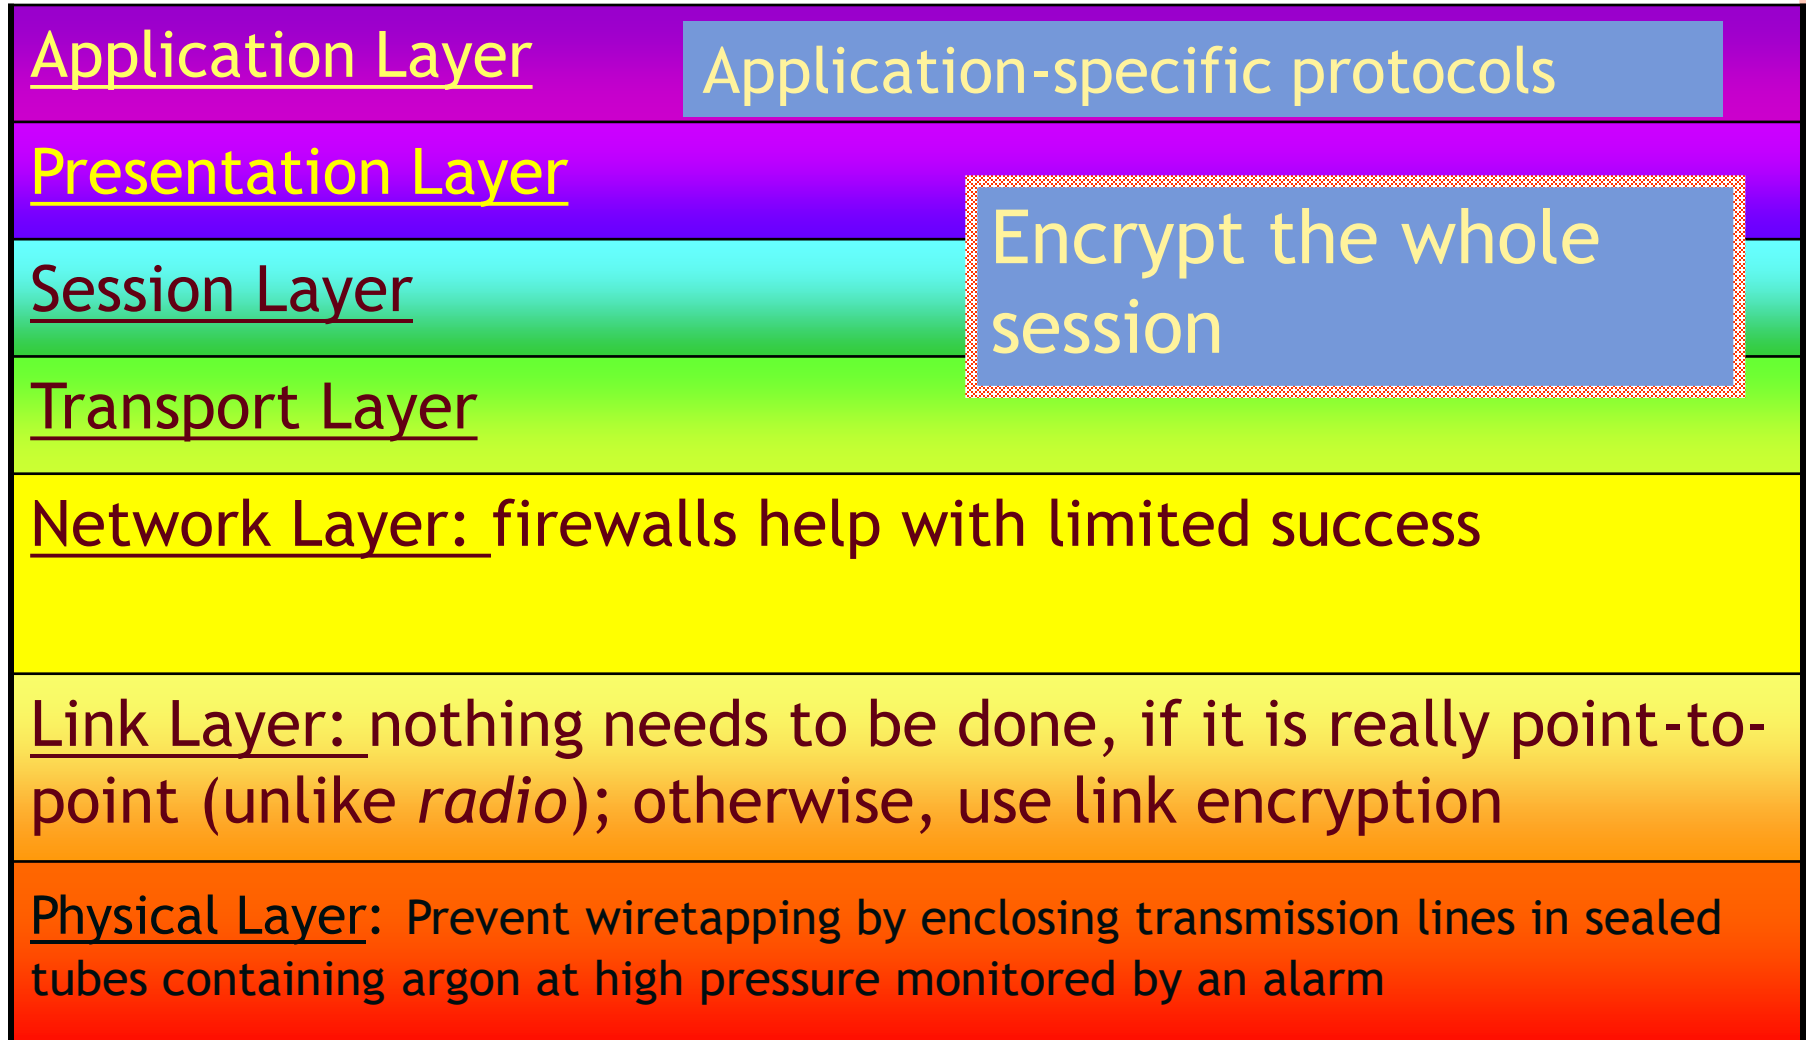 Application Layer
Application-specific protocols
Presentation Layer
Encrypt the whole
session
Session Layer
Transport Layer
Network Layer: firewalls help with limited success
Link Layer: nothing needs to be done, if it is really point-to-
point (unlike radio); otherwise, use link encryption
Physical Layer: Prevent wiretapping by enclosing transmission lines in sealed
tubes containing argon at high pressure monitored by an alarm